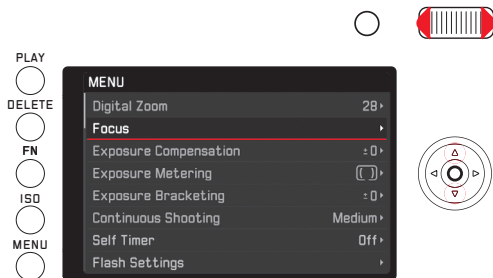 PLAY
DELETE
FN
ISO
MENU
MENU
Digital Zoom 28
Focus
Exposure Compensation ±0
Exposure Metering
Exposure Bracketing ±0
Continuous Shooting Medium
Self Timer Off
Flash Settings